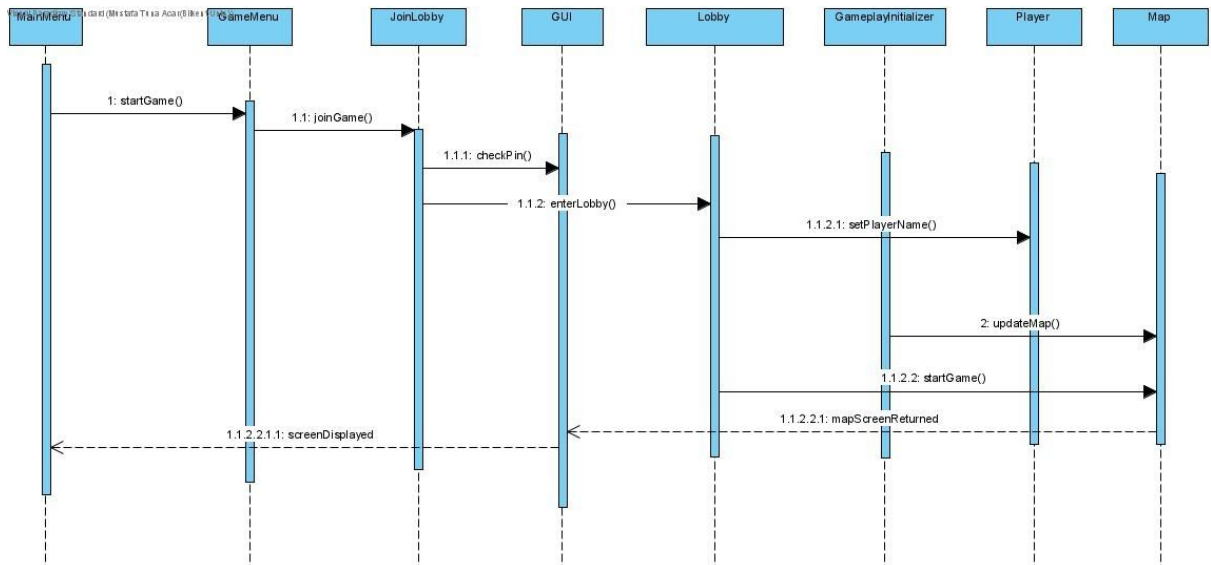 MainMenu
GameMenu
JoinLobby
GUI
Lobby
GameplayInitializer
Player
Map
1: startGame()
1.1: joinGame()
1.1.1: checkPin()
1.1.2: enterLobby()
1.1.2.1: setPlayerName()
2: updateMap()
1.1.2.2: startGame()
1.1.2.2.1: mapScreenReturned
1.1.2.2.1.1: screenDisplayed